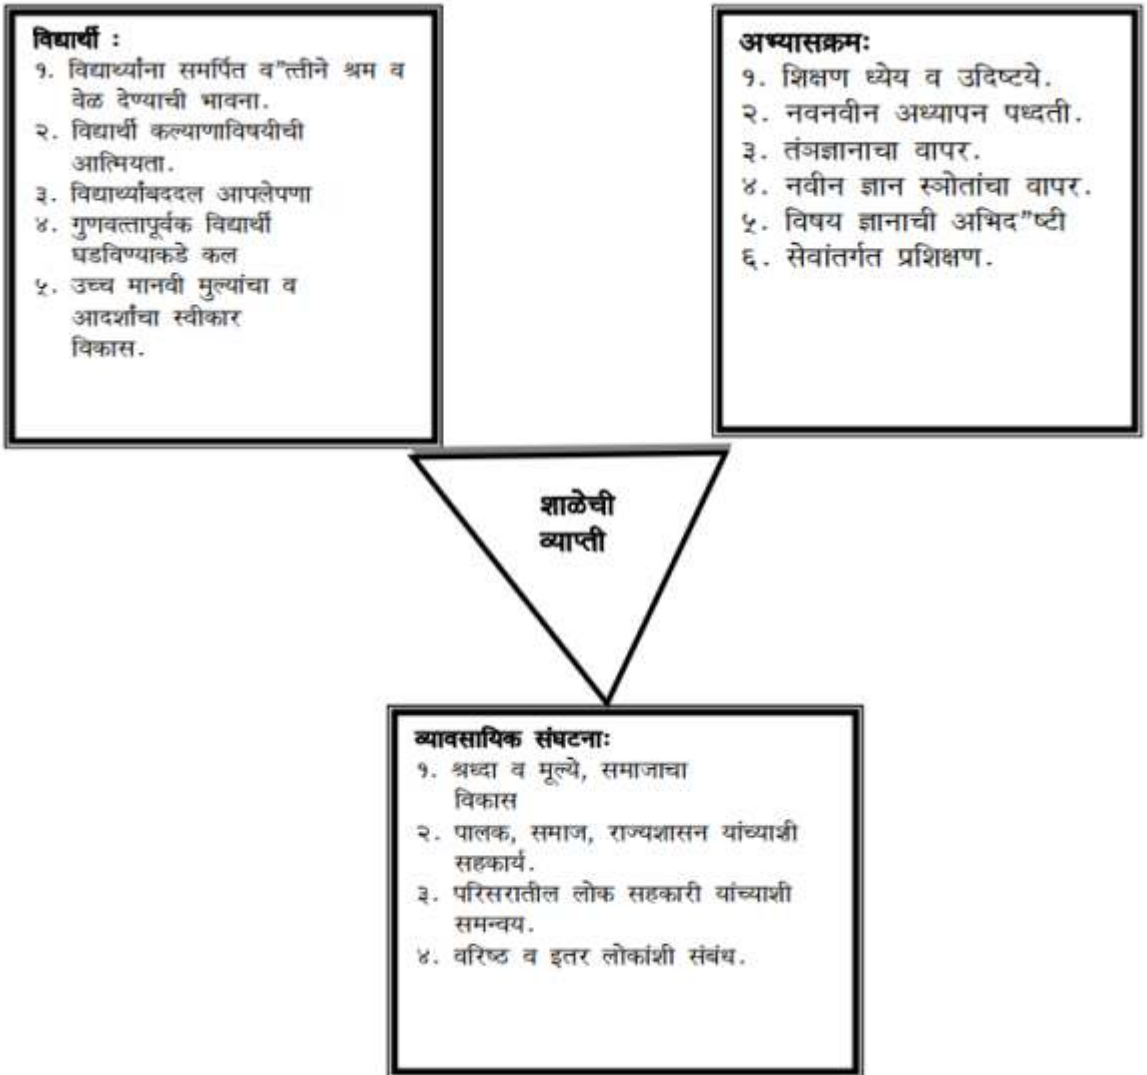 विद्यार्थी :
१. विद्यार्थ्यांना समर्पित व"त्तीने श्रम व
वेळ देण्याची भावना.
२. विद्यार्थी कल्याणाविषयीची
आत्मियता.
३. विद्यार्थ्यांबददल आपलेपणा
४. गुणवत्तापूर्वक विद्यार्थी
घडविण्याकडे कल
५. उच्च मानवी मुल्यांचा व
आदर्शांचा स्वीकार
विकास.
अभ्यासक्रमः
१. शिक्षण ध्येय व उदिष्टये.
२. नवनवीन अध्यापन पध्दती.
३. तंञज्ञानाचा वापर.
४. नवीन ज्ञान स्ञोतांचा वापर.
५. विषय ज्ञानाची अभिद"ष्टी
६. सेवांतर्गत प्रशिक्षण.
शाळेची
व्याप्ती
व्यावसायिक संघटनाः
१. श्रध्दा व मूल्ये, समाजाचा
विकास
२. पालक, समाज, राज्यशासन यांच्याशी
सहकार्य.
३. परिसरातील लोक सहकारी यांच्याशी
समन्वय.
४. वरिष्ठ व इतर लोकांशी संबंध.